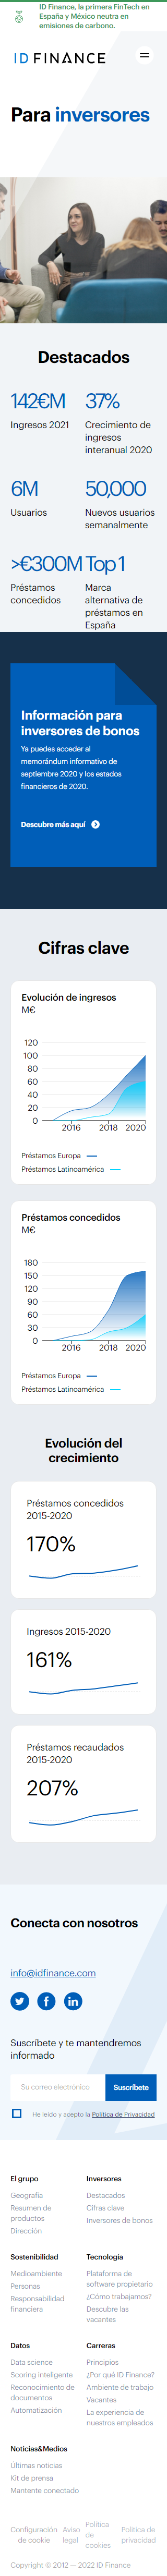 ID Finance, la primera FinTech en
España y México neutra en
emisiones de carbono.
ID FINANCE
Para inversores
Destacados
142€M
Ingresos 2021
37%
Crecimiento de
ingresos
interanual 2020
6M
Usuarios
50,000
Nuevos usuarios
semanalmente
>€300M
Préstamos
concedidos
Top 1
Marca
alternativa de
préstamos en
España
Información para
inversores de bonos
Ya puedes acceder al
memorándum informativo de
septiembre 2020 y los estados
financieros de 2020.
Descubre más aquí
Cifras clave
Evolución de ingresos
M€
120
100
80
60
40
20
0
2016 2018 2020
Préstamos Europa
Préstamos Latinoamérica
Préstamos concedidos
M€
180
150
120
90
60
30
0
2016 2018 2020
Préstamos Europa
Préstamos Latinoamérica
Evolución del
crecimiento
Préstamos concedidos
2015-2020
170%
Ingresos 2015-2020
161%
Préstamos recaudados
2015-2020
207%
Conecta con nosotros
info@idfinance.com
Suscríbete y te mantendremos
informado
Su correo electrónico
Suscríbete
He leído y acepto la Política de Privacidad
El grupo
Geografía
Resumen de
productos
Dirección
Inversores
Destacados
Cifras clave
Inversores de bonos
Sostenibilidad
Medioambiente
Personas
Responsabilidad
financiera
Tecnología
Plataforma de
software propietario
¿Cómo trabajamos?
Descubre las
vacantes
Datos
Data science
Scoring inteligente
Reconocimiento de
documentos
Automatización
Carreras
Principios
¿Por qué ID Finance?
Ambiente de trabajo
Vacantes
La experiencia de
nuestros empleados
Noticias&Medios
Últimas noticias
Kit de prensa
Mantente conectado
Configuración
de cookie
Aviso
legal
Política
de
cookies
Política de
privacidad
Copyright © 2012 — 2022 ID Finance